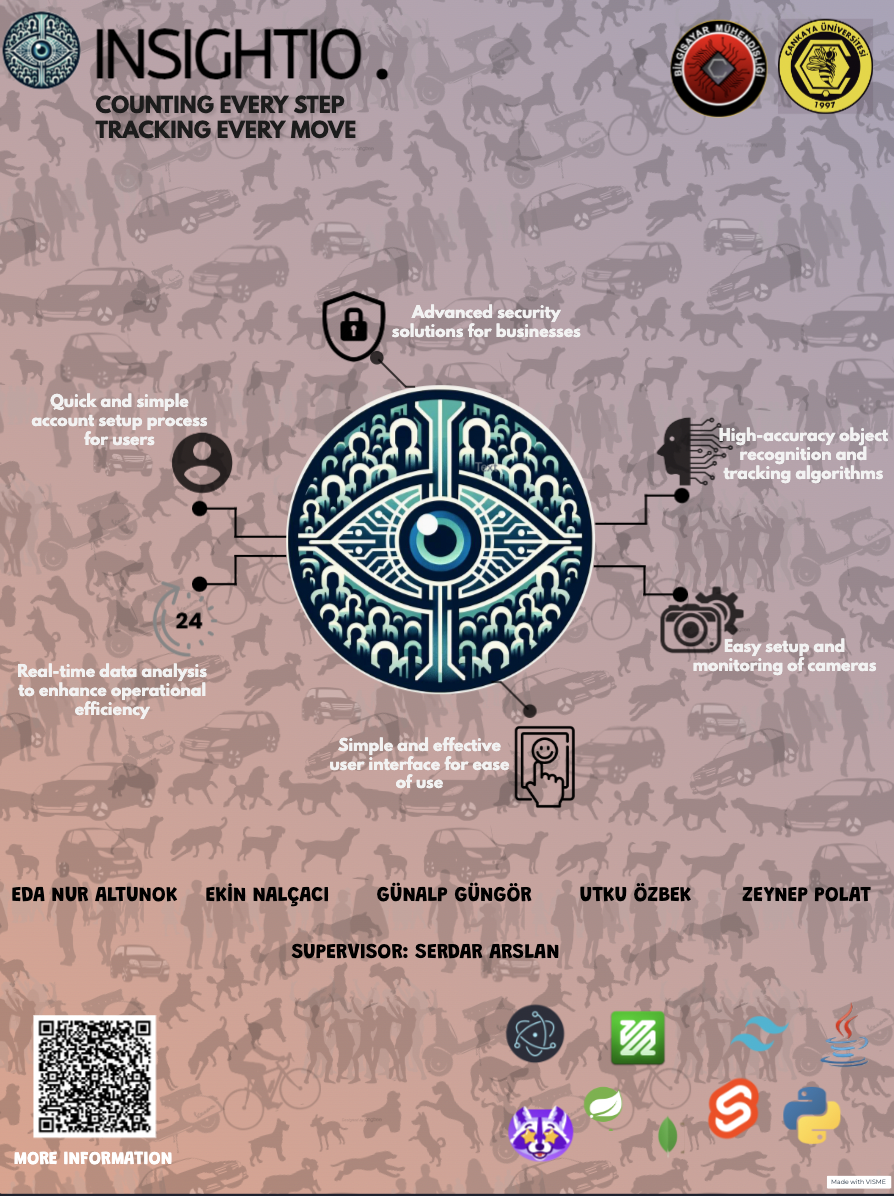 INSIGHTIO .
COUNTING EVERY STEP
TRACKING EVERY MOVE
BİLGİSAYAR MÜHENDİSLİĞİ
ÇANKAYA ÜNİVERSİTESİ
1997
Advanced security
solutions for businesses
Quick and simple
account setup process
for users
High-accuracy object
recognition and
tracking algorithms
Text
24
Real-time data analysis
to enhance operational
efficiency
Easy setup and
monitoring of cameras
Simple and effective
user interface for ease
of use
EDA NUR ALTUNOK EKİN NALÇACI GÜNALP GÜNGÖR UTKU ÖZBEK ZEYNEP POLAT
SUPERVISOR: SERDAR ARSLAN
MORE INFORMATION
Made with VISME